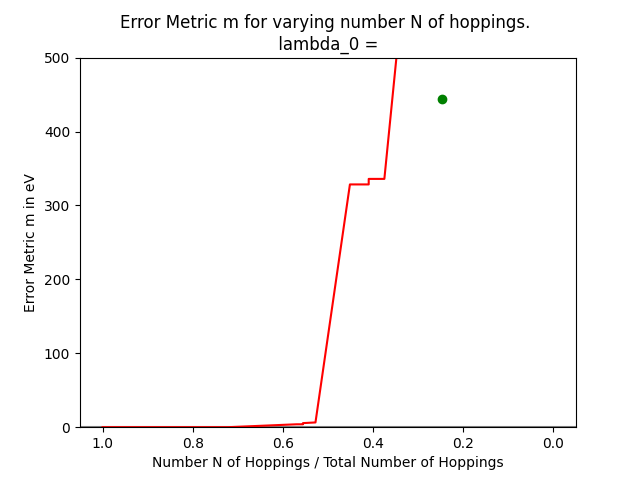 Error Metric m for varying number N of hoppings.
lambda_0 =
500
400
300
200
100
0
Error Metric m in eV
1.0 0.8 0.6 0.4 0.2 0.0
Number N of Hoppings / Total Number of Hoppings